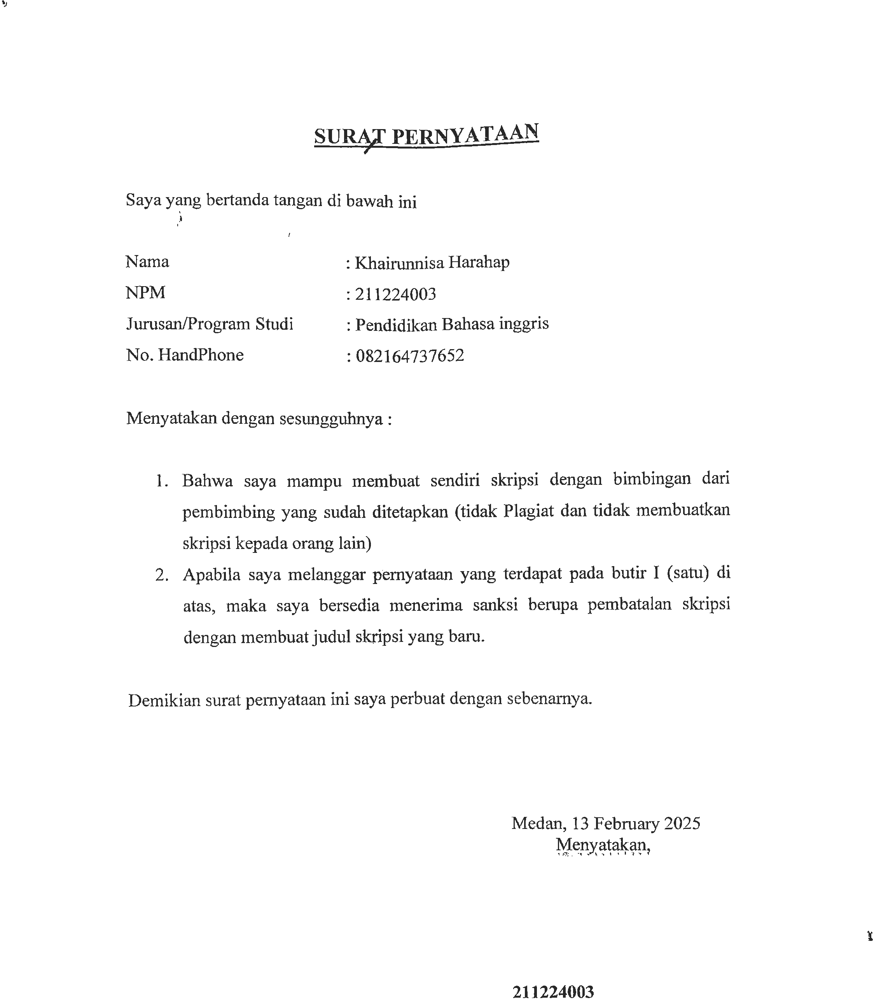 SURAT PERNYATAAN
Saya yang bertanda tangan di bawah ini
Nama : Khairunnisa Harahap
NPM : 211224003
Jurusan/Program Studi : Pendidikan Bahasa inggris
No. HandPhone : 082164737652
Menyatakan dengan sesungguhnya :
1. Bahwa saya mampu membuat sendiri skripsi dengan bimbingan dari
pembimbing yang sudah ditetapkan (tidak Plagiat dan tidak membuatkan
skripsi kepada orang lain)
2. Apabila saya melanggar pernyataan yang terdapat pada butir I (satu) di
atas, maka saya bersedia menerima sanksi berupa pembatalan skripsi
dengan membuat judul skripsi yang baru.
Demikian surat pernyataan ini saya perbuat dengan sebenarnya.
Medan, 13 February 2025
Menyatakan,
211224003